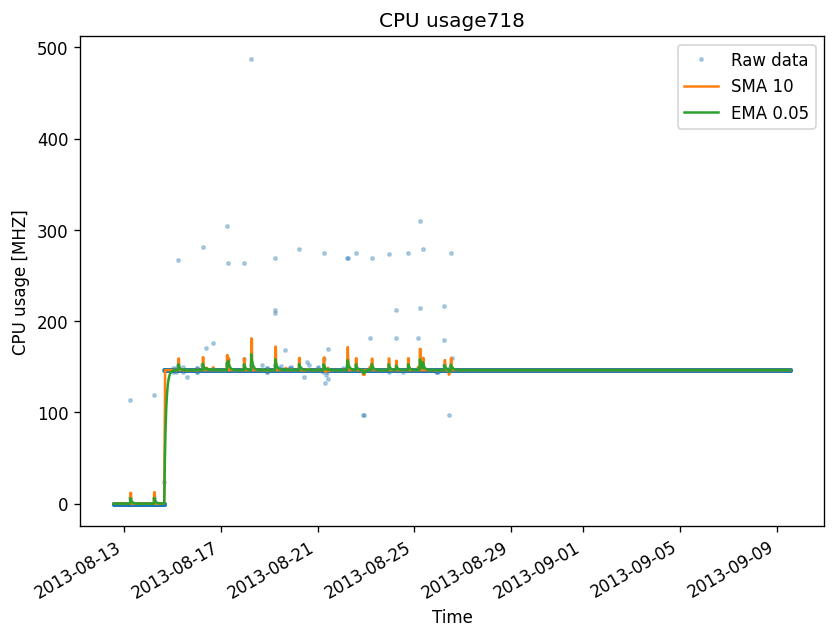 CPU usage718
500
400
300
200
100
0
CPU usage [MHZ]
Raw data
SMA 10
EMA 0.05
2013-08-13
2013-08-17
2013-08-21
2013-08-25
2013-08-29
2013-09-01
2013-09-05
2013-09-09
Time